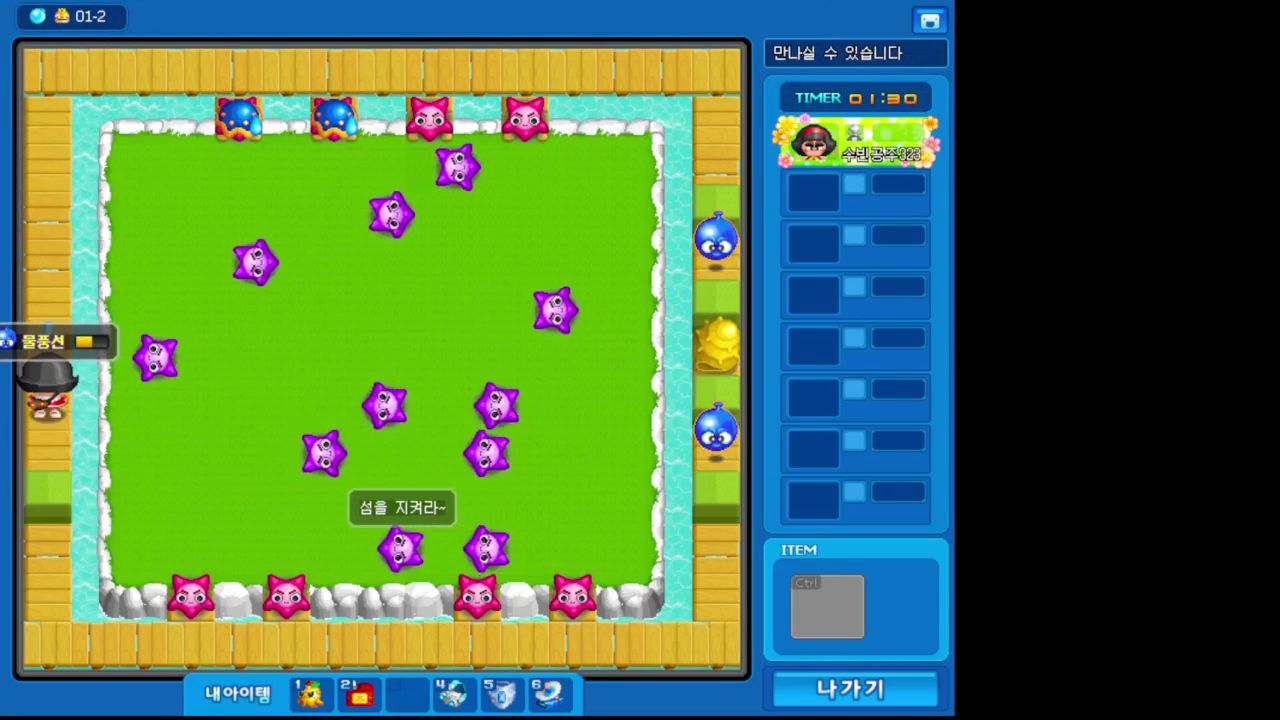 01-2
만나실 수 있습니다
TIMER 01:30
수빈공주323
물풍선
섬을 지켜라~
ITEM
Ctrl
내아이템 1 2 4 5 6
나가기